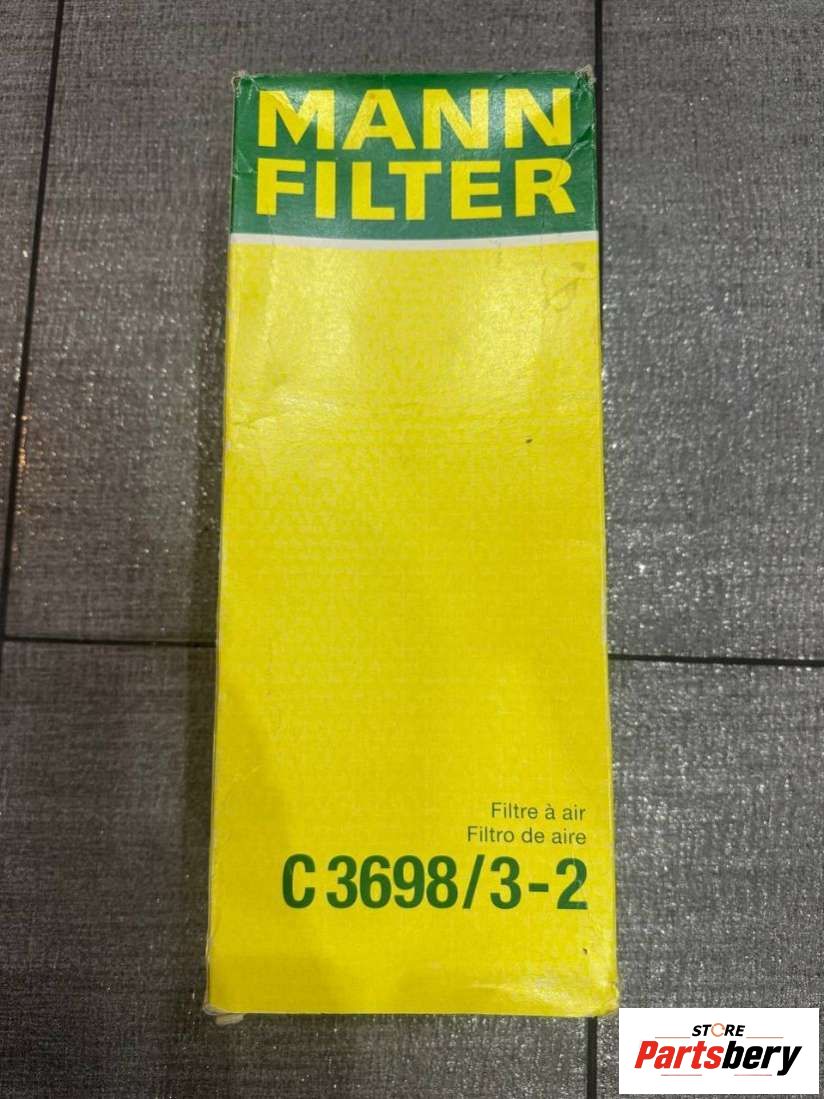 MANN
FILTER
Filtre à air
Filtro de aire
C 3698/3-2
STORE
Partsbery